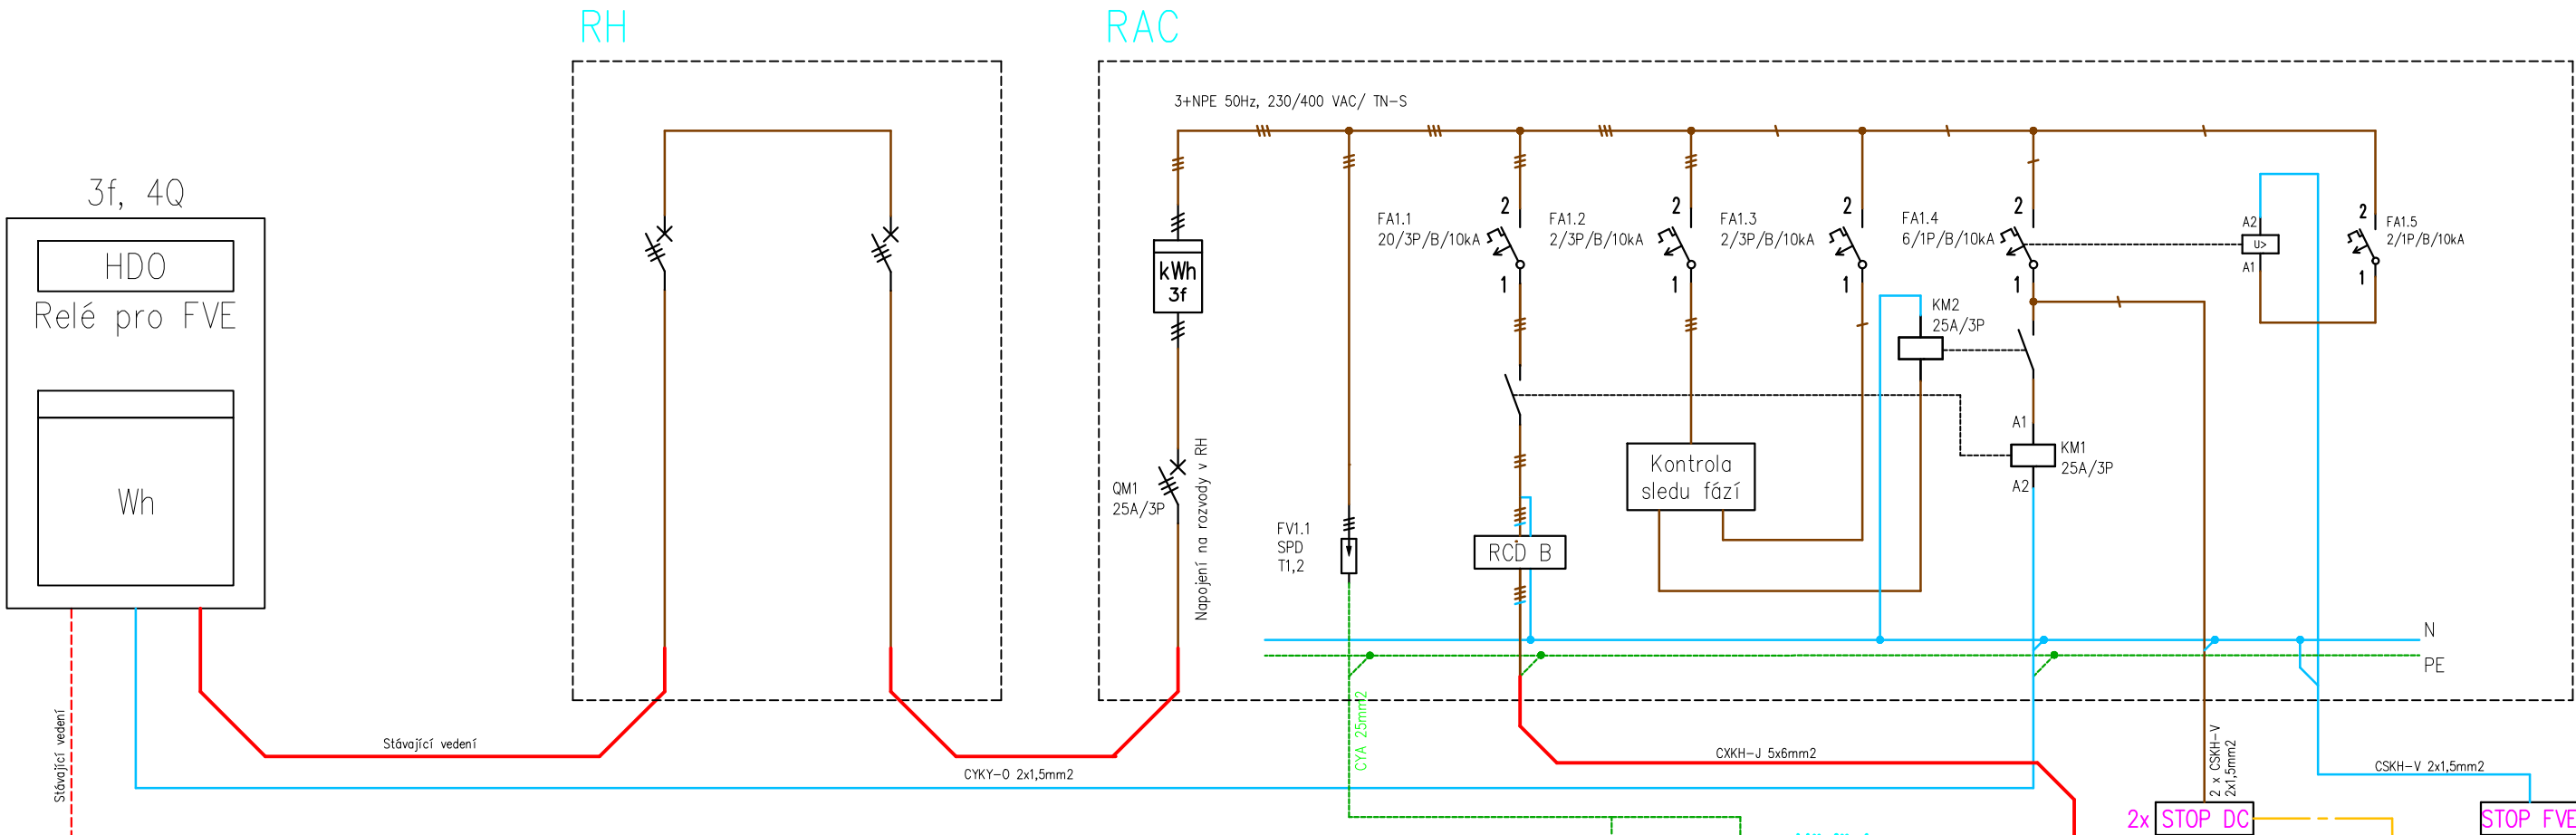 RH
RAC
3+NPE 50Hz, 230/400 VAC/ TN-S
3f, 4Q
HDO
Relé pro FVE
Wh
kWh
3f
QM1
25A/3P
Napojení na rozvody v RH
FV1.1
SPD
T1,2
FA1.1
20/3P/B/10kA
2
1
FA1.2
2/3P/B/10kA
2
1
FA1.3
2/3P/B/10kA
2
1
FA1.4
6/1P/B/10kA
2
1
A2
U>
A1
FA1.5
2/1P/B/10kA
2
1
KM2
25A/3P
A1
KM1
25A/3P
A2
Kontrola
sledu fází
RCD B
N
PE
Stávající vedení
Stávající vedení
CYKY-O 2x1,5mm2
CYA 25mm2
CXKH-J 5x6mm2
2 x CSKH-V
2x1,5mm2
CSKH-V 2x1,5mm2
2x STOP DC
STOP FVE